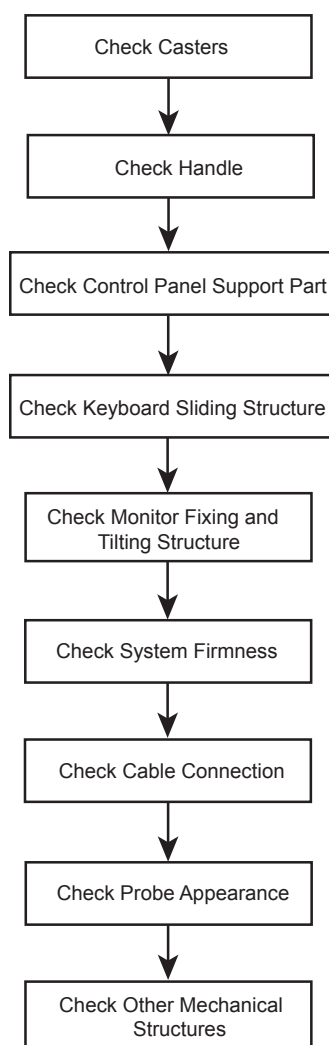 Check Casters
Check Handle
Check Control Panel Support Part
Check Keyboard Sliding Structure
Check Monitor Fixing and
Tilting Structure
Check System Firmness
Check Cable Connection
Check Probe Appearance
Check Other Mechanical
Structures